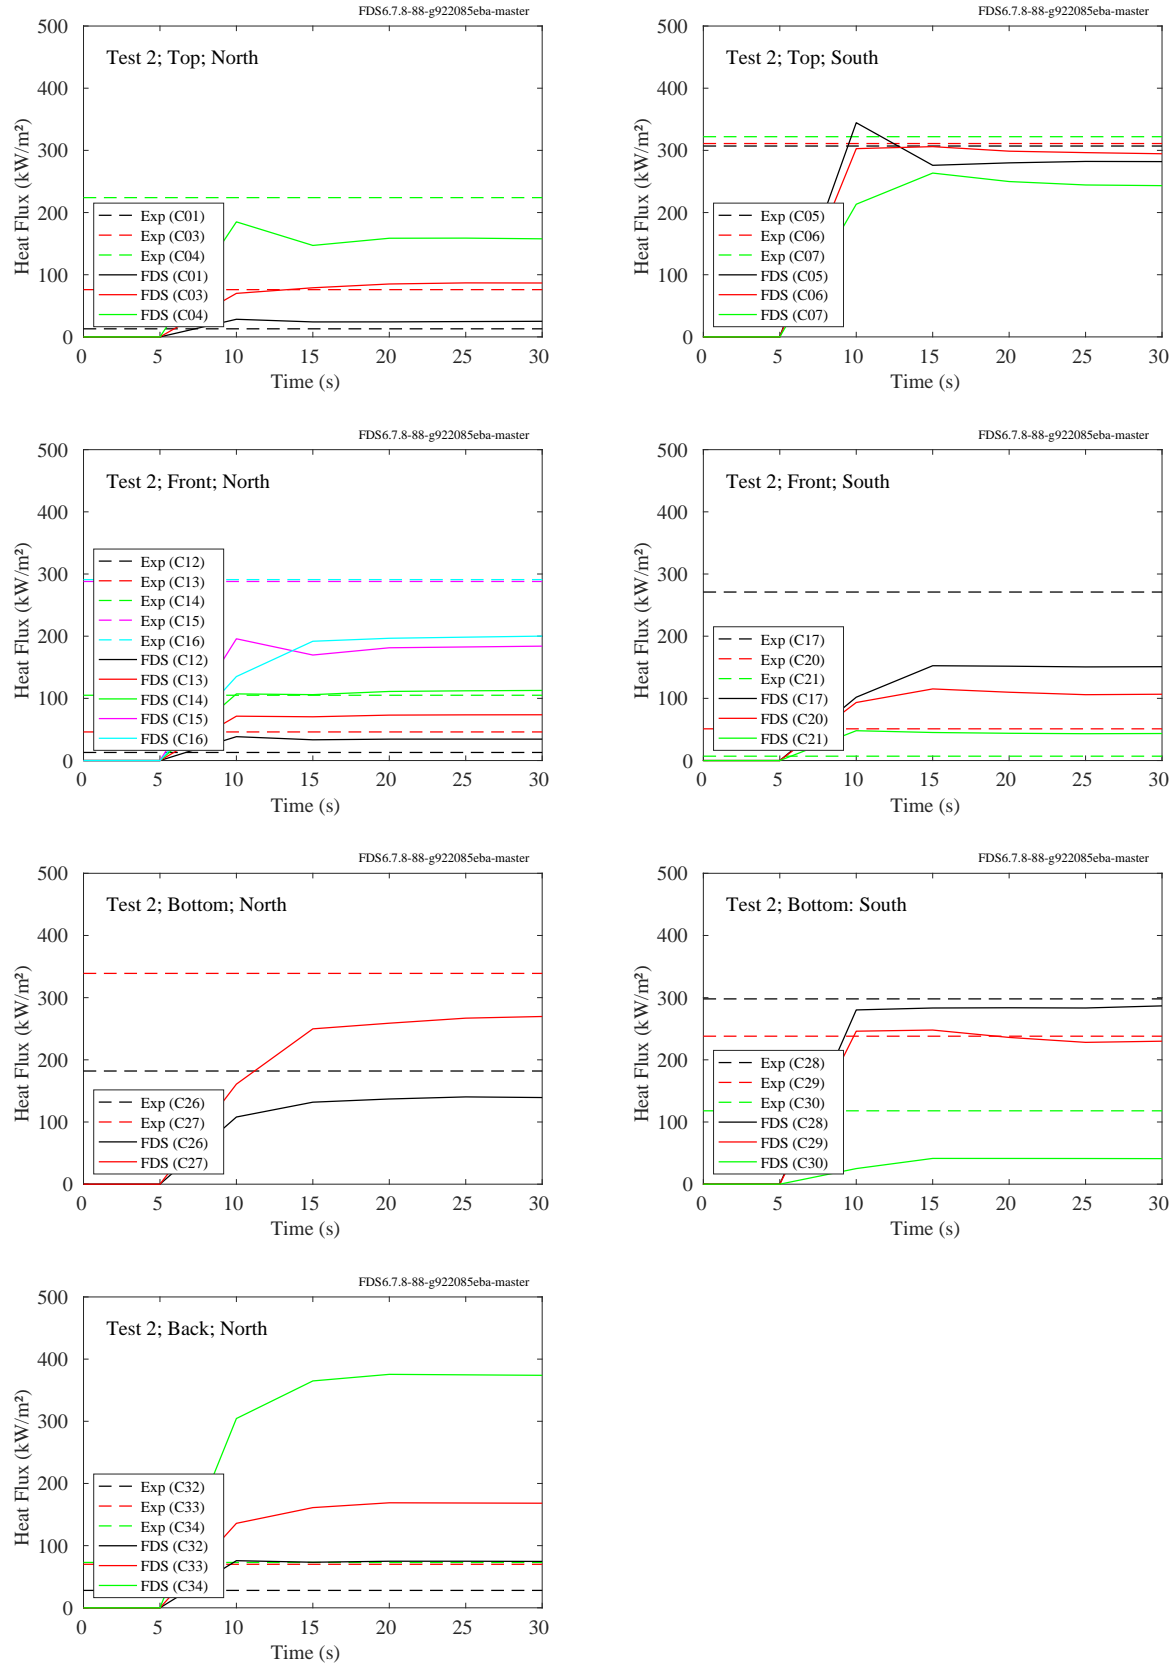 FDS6.7.8-88-g922085eba-master
Test 2; Top; North
Heat Flux (kW/m²)
500
400
300
200
100
0
Exp (C01)
Exp (C03)
Exp (C04)
FDS (C01)
FDS (C03)
FDS (C04)
0 5 10 15 20 25 30
Time (s)
FDS6.7.8-88-g922085eba-master
Test 2; Top; South
Heat Flux (kW/m²)
500
400
300
200
100
0
Exp (C05)
Exp (C06)
Exp (C07)
FDS (C05)
FDS (C06)
FDS (C07)
0 5 10 15 20 25 30
Time (s)
FDS6.7.8-88-g922085eba-master
Test 2; Front; North
Heat Flux (kW/m²)
500
400
300
200
100
0
Exp (C12)
Exp (C13)
Exp (C14)
Exp (C15)
Exp (C16)
FDS (C12)
FDS (C13)
FDS (C14)
FDS (C15)
FDS (C16)
0 5 10 15 20 25 30
Time (s)
FDS6.7.8-88-g922085eba-master
Test 2; Front; South
Heat Flux (kW/m²)
500
400
300
200
100
0
Exp (C17)
Exp (C20)
Exp (C21)
FDS (C17)
FDS (C20)
FDS (C21)
0 5 10 15 20 25 30
Time (s)
FDS6.7.8-88-g922085eba-master
Test 2; Bottom; North
Heat Flux (kW/m²)
500
400
300
200
100
0
Exp (C26)
Exp (C27)
FDS (C26)
FDS (C27)
0 5 10 15 20 25 30
Time (s)
FDS6.7.8-88-g922085eba-master
Test 2; Bottom: South
Heat Flux (kW/m²)
500
400
300
200
100
0
Exp (C28)
Exp (C29)
Exp (C30)
FDS (C28)
FDS (C29)
FDS (C30)
0 5 10 15 20 25 30
Time (s)
FDS6.7.8-88-g922085eba-master
Test 2; Back; North
Heat Flux (kW/m²)
500
400
300
200
100
0
Exp (C32)
Exp (C33)
Exp (C34)
FDS (C32)
FDS (C33)
FDS (C34)
0 5 10 15 20 25 30
Time (s)